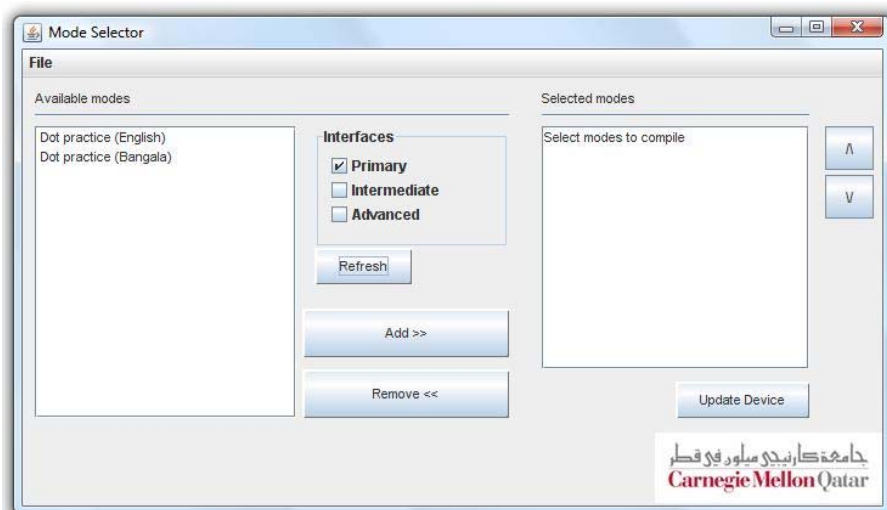 Mode Selector
File
Available modes
Dot practice (English)
Dot practice (Bangala)
Interfaces
Primary
Intermediate
Advanced
Refresh
Add >>
Remove <<
Selected modes
Select modes to compile
Λ
V
Update Device
جامعة كارنيجي ميلور في قطر
Carnegie Mellon Qatar